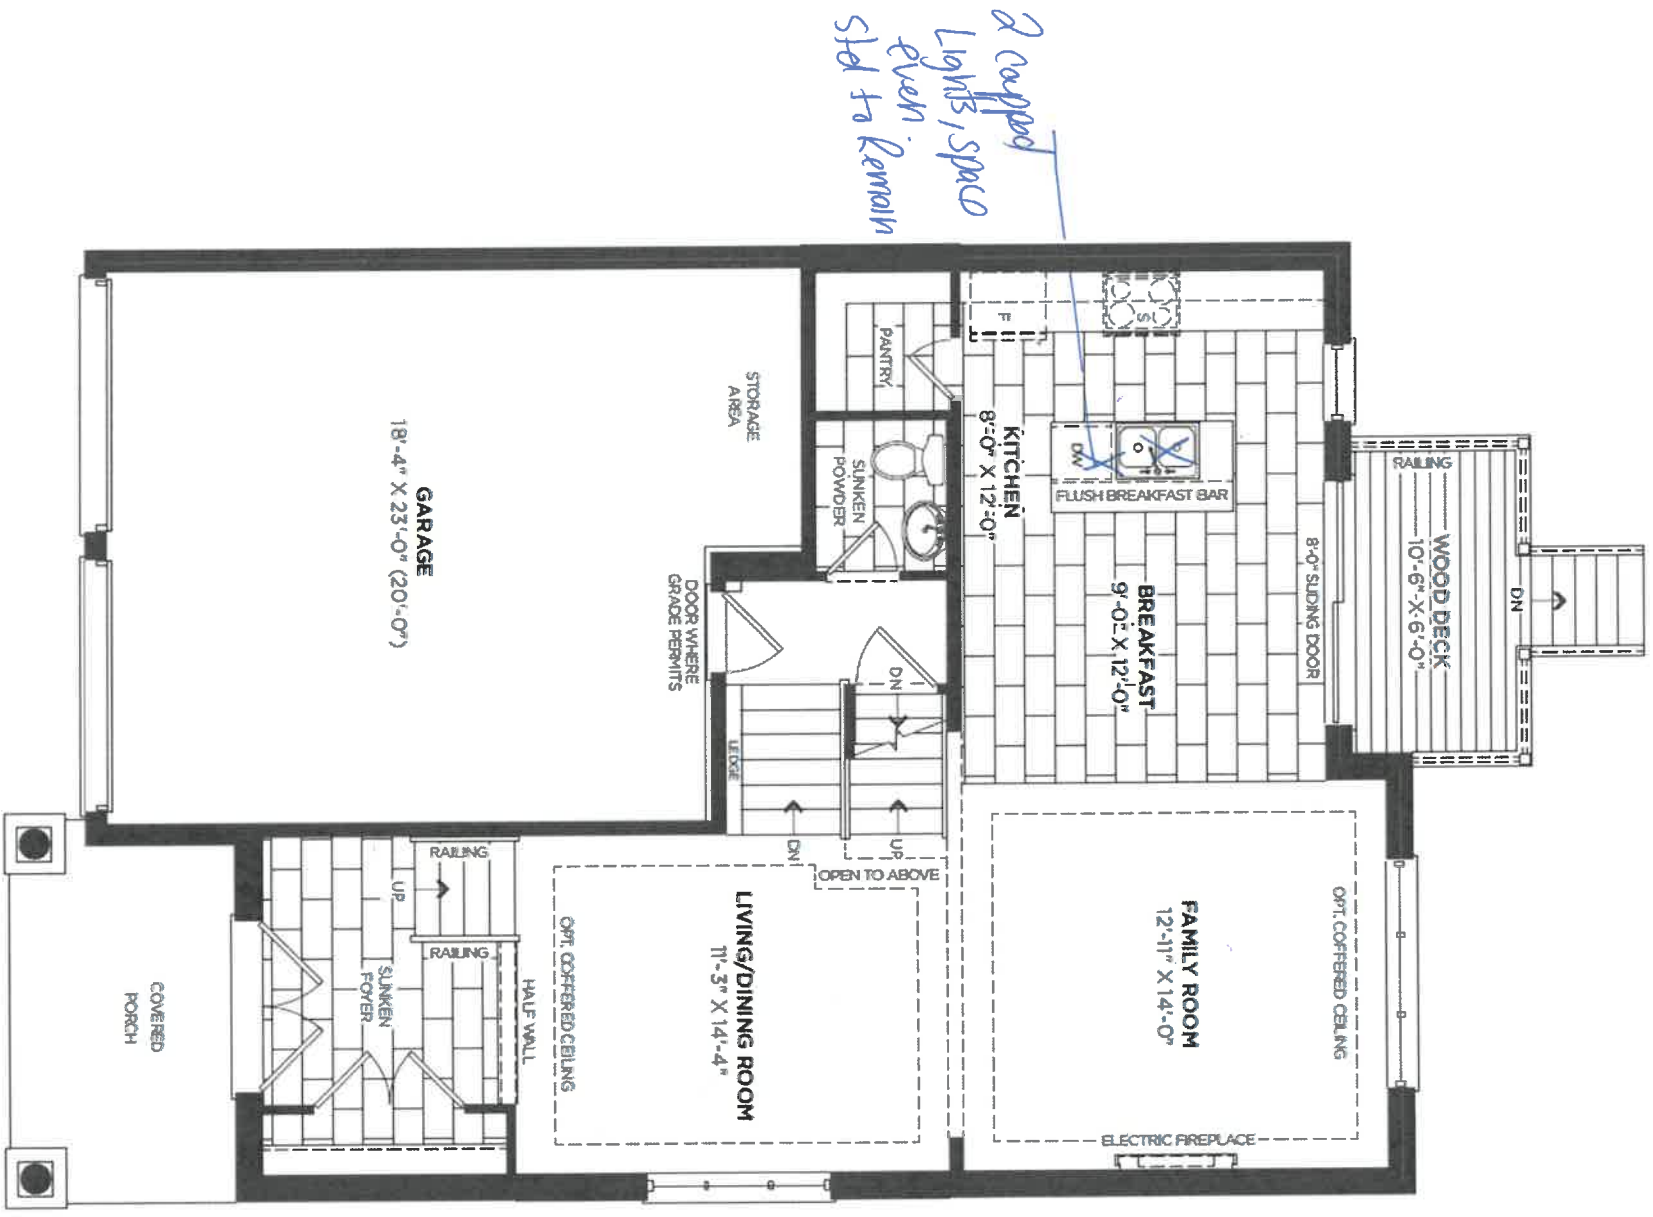 2 capped
Lights, space
even.
Std to Remain
WOOD DECK
10'-6" X 6'-0"
RAILING
DN
8'-0" SLIDING DOOR
FLUSH BREAKFAST BAR
DW
S
F
KITCHEN
8'-0" X 12'-0"
BREAKFAST
9'-0" X 12'-0"
PANTRY
SUNKEN
POWDER
STORAGE
AREA
GARAGE
18'-4" X 23'-0" (20'-0")
DOOR WHERE
GRADE PERMITS
DN
LEDGE
DN
UP
OPEN TO ABOVE
FAMILY ROOM
12'-11" X 14'-0"
OPT. COFFERED CEILING
ELECTRIC FIREPLACE
LIVING/DINING ROOM
11'-3" X 14'-4"
OPT. COFFERED CEILING
HALF WALL
RAILING
UP
RAILING
SUNKEN
FOYER
COVERED
PORCH